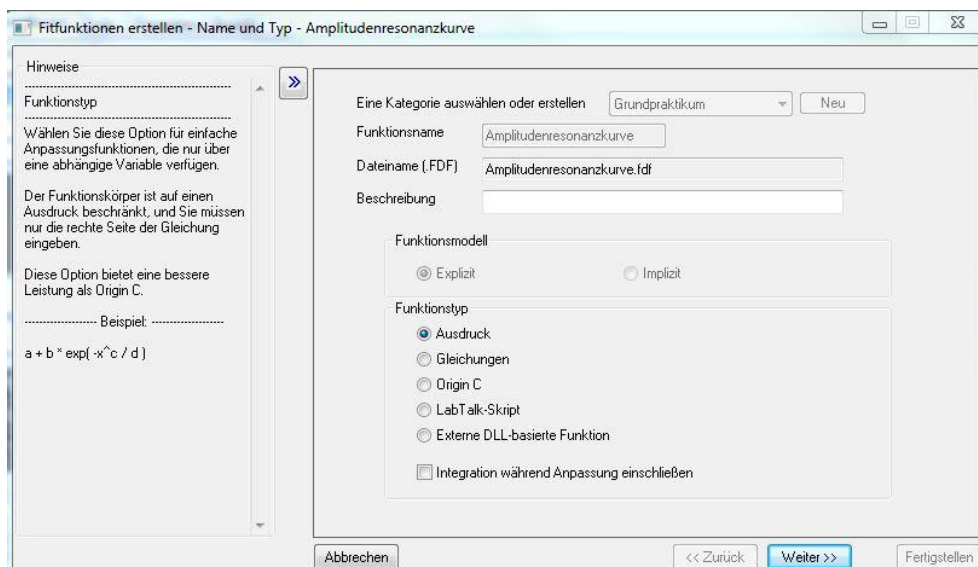 Fitfunktionen erstellen - Name und Typ - Amplitudenresonanzkurve
Hinweise
--------------------------------------------------
Funktionstyp
--------------------------------------------------
Wählen Sie diese Option für einfache
Anpassungsfunktionen, die nur über
eine abhängige Variable verfügen.
Der Funktionskörper ist auf einen
Ausdruck beschränkt, und Sie müssen
nur die rechte Seite der Gleichung
eingeben.
Diese Option bietet eine bessere
Leistung als Origin C.
------------------- Beispiel: -------------------
a + b * exp( -x^c / d )
Eine Kategorie auswählen oder erstellen Grundpraktikum Neu
Funktionsname Amplitudenresonanzkurve
Dateiname (.FDF) Amplitudenresonanzkurve.fdf
Beschreibung
Funktionsmodell
Explizit Implizit
Funktionstyp
Ausdruck
Gleichungen
Origin C
LabTalk-Skript
Externe DLL-basierte Funktion
Integration während Anpassung einschließen
Abbrechen << Zurück Weiter >> Fertigstellen